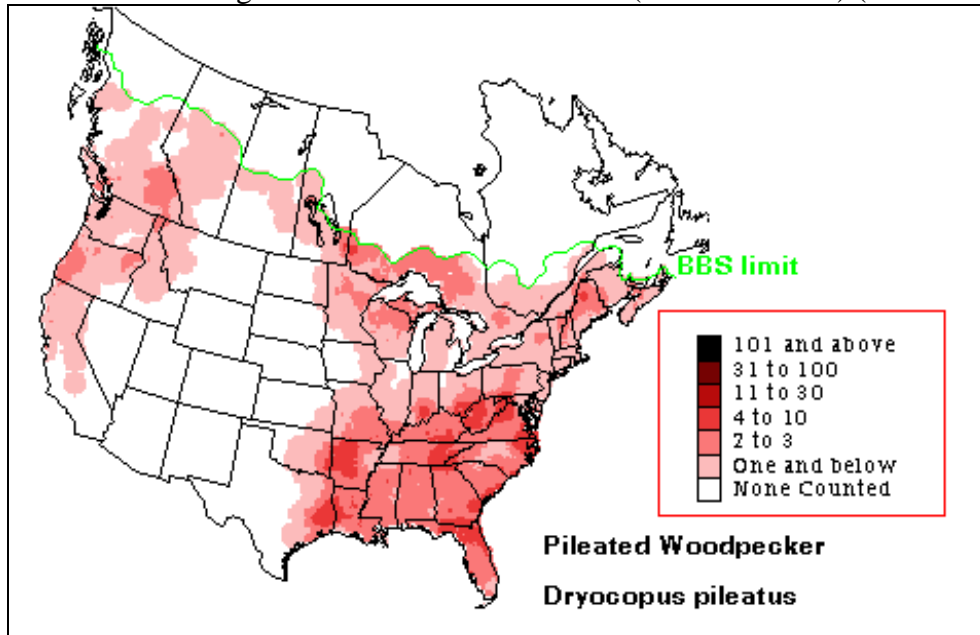 BBS limit
101 and above
31 to 100
11 to 30
4 to 10
2 to 3
One and below
None Counted
Pileated Woodpecker
Dryocopus pileatus